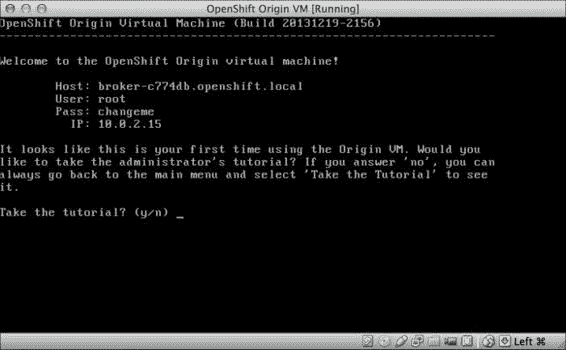 OpenShift Origin VM [Running]
OpenShift Origin Virtual Machine (Build 20131219-2156)
----------------------------------------------------------------------
Welcome to the OpenShift Origin virtual machine!
Host: broker-c774db.openshift.local
User: root
Pass: changeme
IP: 10.0.2.15
It looks like this is your first time using the Origin VM. Would you
like to take the administrator's tutorial? If you answer 'no', you can
always go back to the main menu and select 'Take the Tutorial' to see
it.
Take the tutorial? (y/n) _
Left ⌘